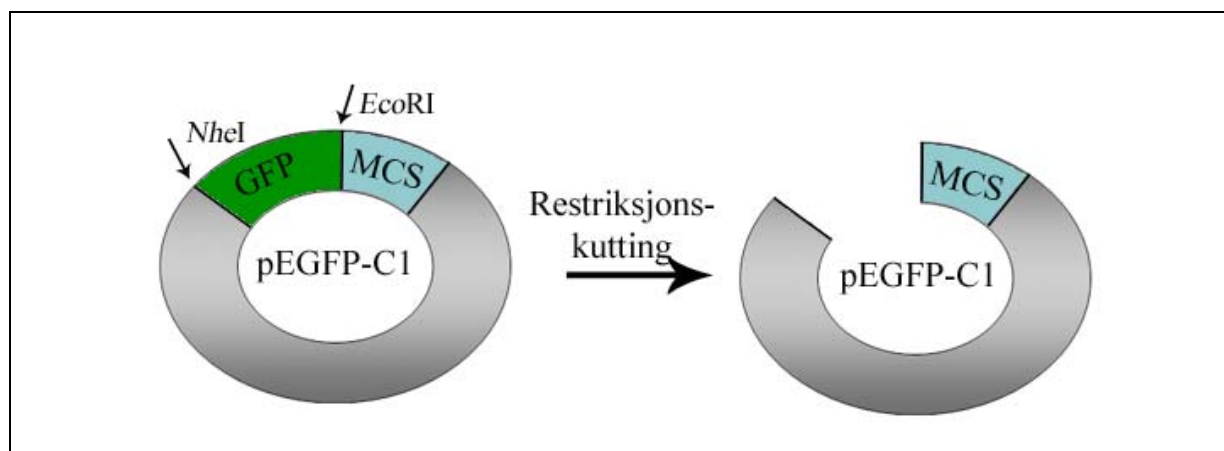 NheI
EcoRI
GFP
MCS
pEGFP-C1
Restriksjons-
kutting
MCS
pEGFP-C1